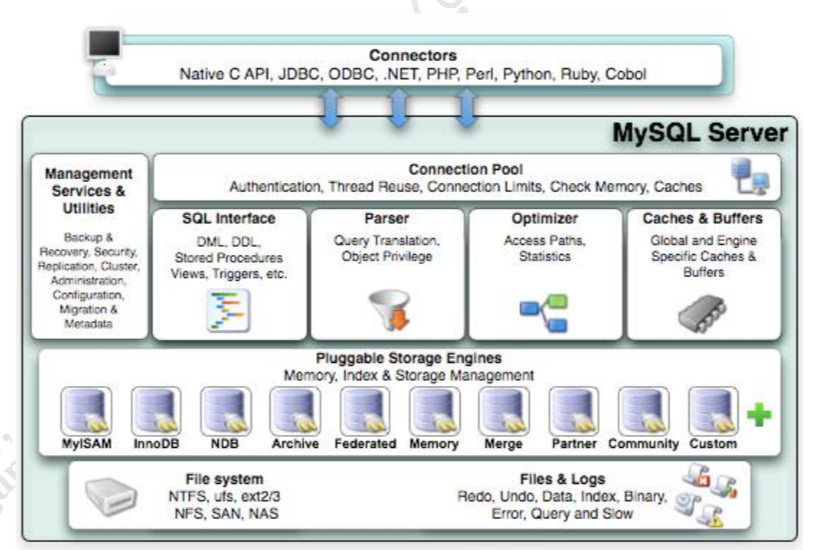 Connectors
Native C API, JDBC, ODBC, .NET, PHP, Perl, Python, Ruby, Cobol
MySQL Server
Management
Services &
Utilities
Backup &
Recovery, Security,
Replication, Cluster,
Administration,
Configuration,
Migration &
Metadata
Connection Pool
Authentication, Thread Reuse, Connection Limits, Check Memory, Caches
SQL Interface
DML, DDL,
Stored Procedures
Views, Triggers, etc.
Parser
Query Translation,
Object Privilege
Optimizer
Access Paths,
Statistics
Caches & Buffers
Global and Engine
Specific Caches &
Buffers
Pluggable Storage Engines
Memory, Index & Storage Management
MyISAM InnoDB NDB Archive Federated Memory Merge Partner Community Custom
File system
NTFS, ufs, ext2/3
NFS, SAN, NAS
Files & Logs
Redo, Undo, Data, Index, Binary,
Error, Query and Slow